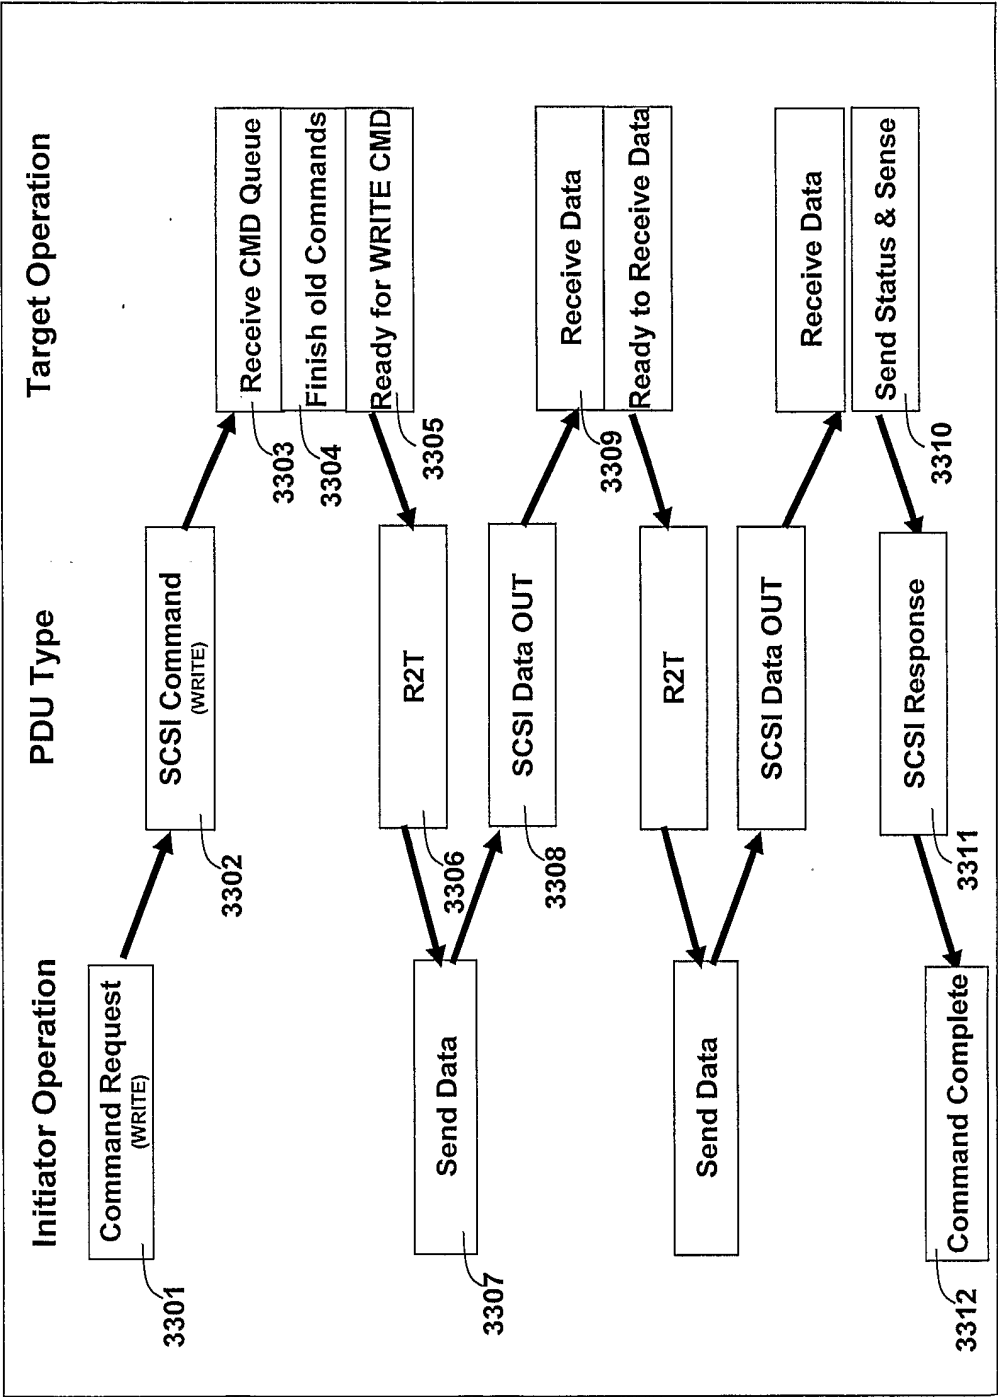 Initiator Operation
PDU Type
Target Operation
Command Request
(WRITE)
3301
SCSI Command
(WRITE)
3302
Receive CMD Queue
3303
Finish old Commands
3304
Ready for WRITE CMD
3305
R2T
3306
Send Data
3307
SCSI Data OUT
3308
Receive Data
3309
Ready to Receive Data
R2T
Send Data
SCSI Data OUT
Receive Data
Send Status & Sense
3310
SCSI Response
3311
Command Complete
3312